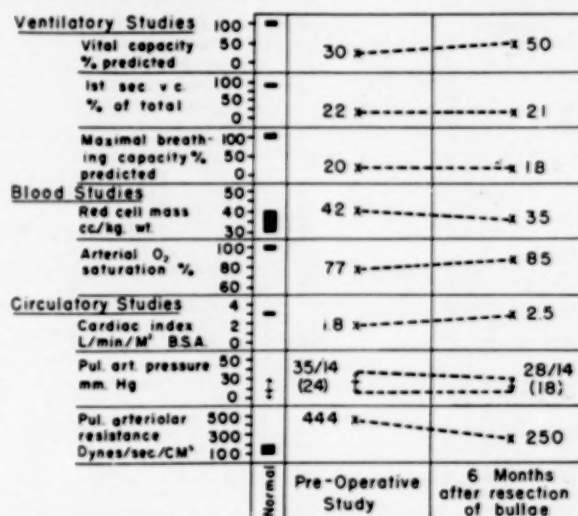 Ventilatory Studies
Vital capacity
% predicted
100
50
0
30
50
1st sec v.c.
% of total
100
50
0
22
21
Maximal breath-
ing capacity %
predicted
100
50
0
20
18
Blood Studies
Red cell mass
cc/kg. wt.
50
40
30
42
35
Arterial O₂
saturation %
100
80
60
77
85
Circulatory Studies
Cardiac index
L/min/M² B.S.A.
4
2
0
1.8
2.5
Pul. art. pressure
mm. Hg
50
30
0
35/14
(24)
28/14
(18)
Pul. arteriolar
resistance
Dynes/sec/CM⁵
500
300
100
444
250
Normal
Pre-Operative
Study
6 Months
after resection
of bullae